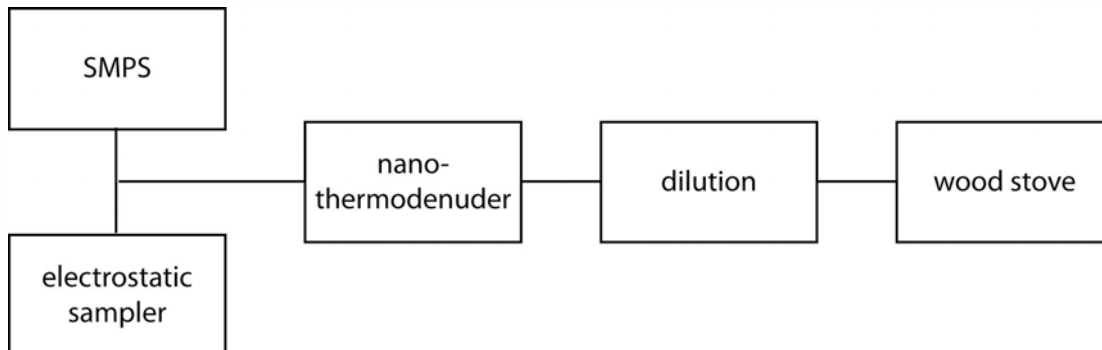 SMPS
nano-
thermodenuder
dilution
wood stove
electrostatic
sampler